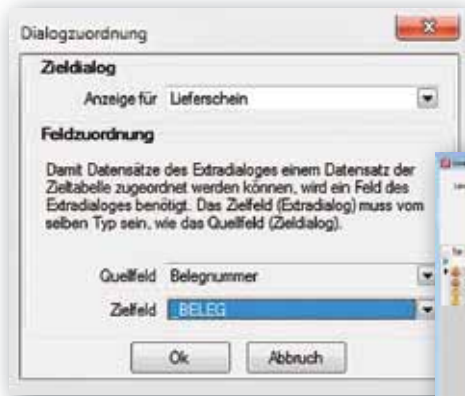 Dialogzuordnung
Zieldialog
Anzeige für Lieferschein
Feldzuordnung
Damit Datensätze des Extradialoges einem Datensatz der
Zieltabelle zugeordnet werden können, wird ein Feld des
Extradialoges benötigt. Das Zielfeld (Extradialog) muss vom
selben Typ sein, wie das Quellfeld (Zieldialog).
Quellfeld Belegnummer
Zielfeld _BELEG
Ok Abbruch